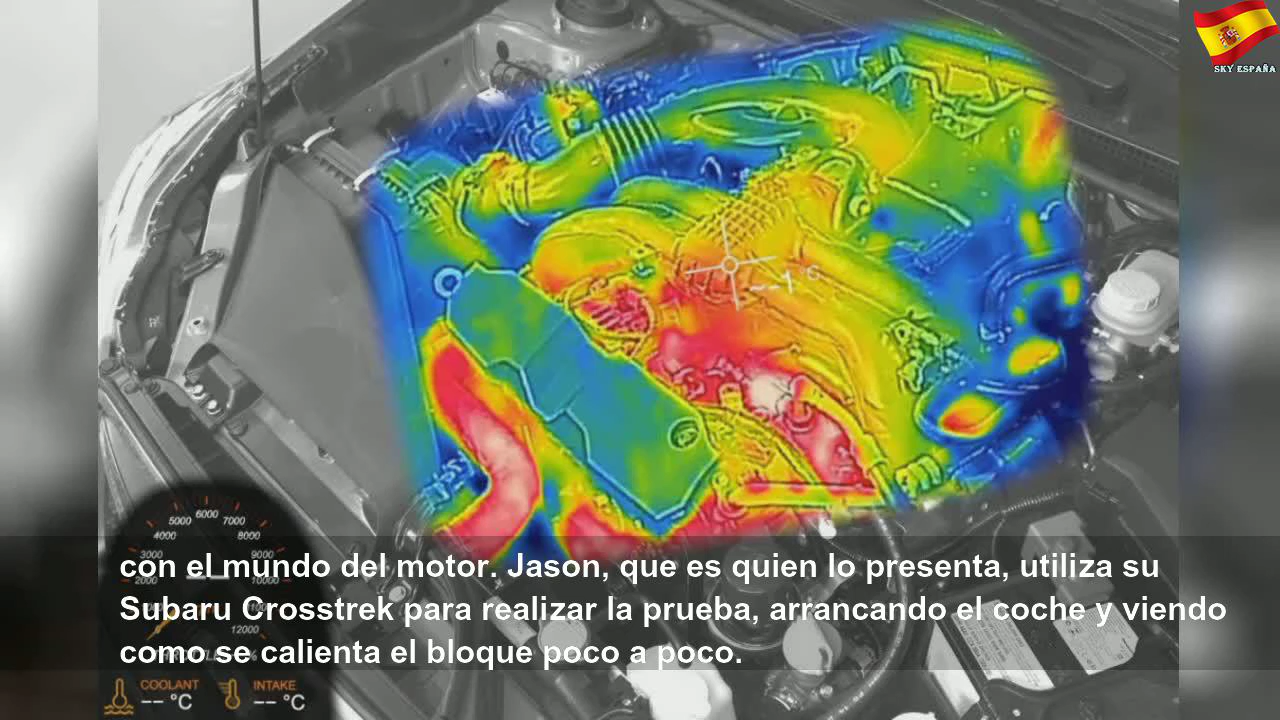 SKY ESPAÑA
--1°C
5000 6000 7000
4000 8000
3000 9000
2000 10000
12000
con el mundo del motor. Jason, que es quien lo presenta, utiliza su
Subaru Crosstrek para realizar la prueba, arrancando el coche y viendo
como se calienta el bloque poco a poco.
COOLANT
-- °C
INTAKE
-- °C